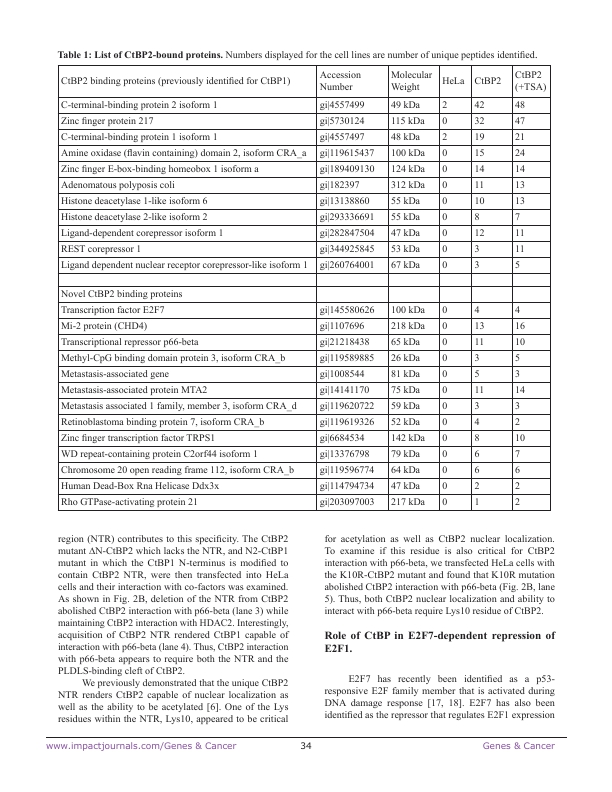 Table 1: List of CtBP2-bound proteins. Numbers displayed for the cell lines are number of unique peptides identified.
CtBP2 binding proteins (previously identified for CtBP1) Accession Number Molecular Weight HeLa CtBP2 CtBP2 (+TSA)
C-terminal-binding protein 2 isoform 1 gi|4557499 49 kDa 2 42 48
Zinc finger protein 217 gi|5730124 115 kDa 0 32 47
C-terminal-binding protein 1 isoform 1 gi|4557497 48 kDa 2 19 21
Amine oxidase (flavin containing) domain 2, isoform CRA_a gi|119615437 100 kDa 0 15 24
Zinc finger E-box-binding homeobox 1 isoform a gi|189409130 124 kDa 0 14 14
Adenomatous polyposis coli gi|182397 312 kDa 0 11 13
Histone deacetylase 1-like isoform 6 gi|13138860 55 kDa 0 10 13
Histone deacetylase 2-like isoform 2 gi|293336691 55 kDa 0 8 7
Ligand-dependent corepressor isoform 1 gi|282847504 47 kDa 0 12 11
REST corepressor 1 gi|344925845 53 kDa 0 3 11
Ligand dependent nuclear receptor corepressor-like isoform 1 gi|260764001 67 kDa 0 3 5
Novel CtBP2 binding proteins
Transcription factor E2F7 gi|145580626 100 kDa 0 4 4
Mi-2 protein (CHD4) gi|1107696 218 kDa 0 13 16
Transcriptional repressor p66-beta gi|21218438 65 kDa 0 11 10
Methyl-CpG binding domain protein 3, isoform CRA_b gi|119589885 26 kDa 0 3 5
Metastasis-associated gene gi|1008544 81 kDa 0 5 3
Metastasis-associated protein MTA2 gi|14141170 75 kDa 0 11 14
Metastasis associated 1 family, member 3, isoform CRA_d gi|119620722 59 kDa 0 3 3
Retinoblastoma binding protein 7, isoform CRA_b gi|119619326 52 kDa 0 4 2
Zinc finger transcription factor TRPS1 gi|6684534 142 kDa 0 8 10
WD repeat-containing protein C2orf44 isoform 1 gi|13376798 79 kDa 0 6 7
Chromosome 20 open reading frame 112, isoform CRA_b gi|119596774 64 kDa 0 6 6
Human Dead-Box Rna Helicase Ddx3x gi|114794734 47 kDa 0 2 2
Rho GTPase-activating protein 21 gi|203097003 217 kDa 0 1 2
region (NTR) contributes to this specificity. The CtBP2
mutant ΔN-CtBP2 which lacks the NTR, and N2-CtBP1
mutant in which the CtBP1 N-terminus is modified to
contain CtBP2 NTR, were then transfected into HeLa
cells and their interaction with co-factors was examined.
As shown in Fig. 2B, deletion of the NTR from CtBP2
abolished CtBP2 interaction with p66-beta (lane 3) while
maintaining CtBP2 interaction with HDAC2. Interestingly,
acquisition of CtBP2 NTR rendered CtBP1 capable of
interaction with p66-beta (lane 4). Thus, CtBP2 interaction
with p66-beta appears to require both the NTR and the
PLDLS-binding cleft of CtBP2.
We previously demonstrated that the unique CtBP2
NTR renders CtBP2 capable of nuclear localization as
well as the ability to be acetylated [6]. One of the Lys
residues within the NTR, Lys10, appeared to be critical
for acetylation as well as CtBP2 nuclear localization.
To examine if this residue is also critical for CtBP2
interaction with p66-beta, we transfected HeLa cells with
the K10R-CtBP2 mutant and found that K10R mutation
abolished CtBP2 interaction with p66-beta (Fig. 2B, lane
5). Thus, both CtBP2 nuclear localization and ability to
interact with p66-beta require Lys10 residue of CtBP2.
Role of CtBP in E2F7-dependent repression of
E2F1.
E2F7 has recently been identified as a p53-
responsive E2F family member that is activated during
DNA damage response [17, 18]. E2F7 has also been
identified as the repressor that regulates E2F1 expression
www.impactjournals.com/Genes & Cancer 34 Genes & Cancer